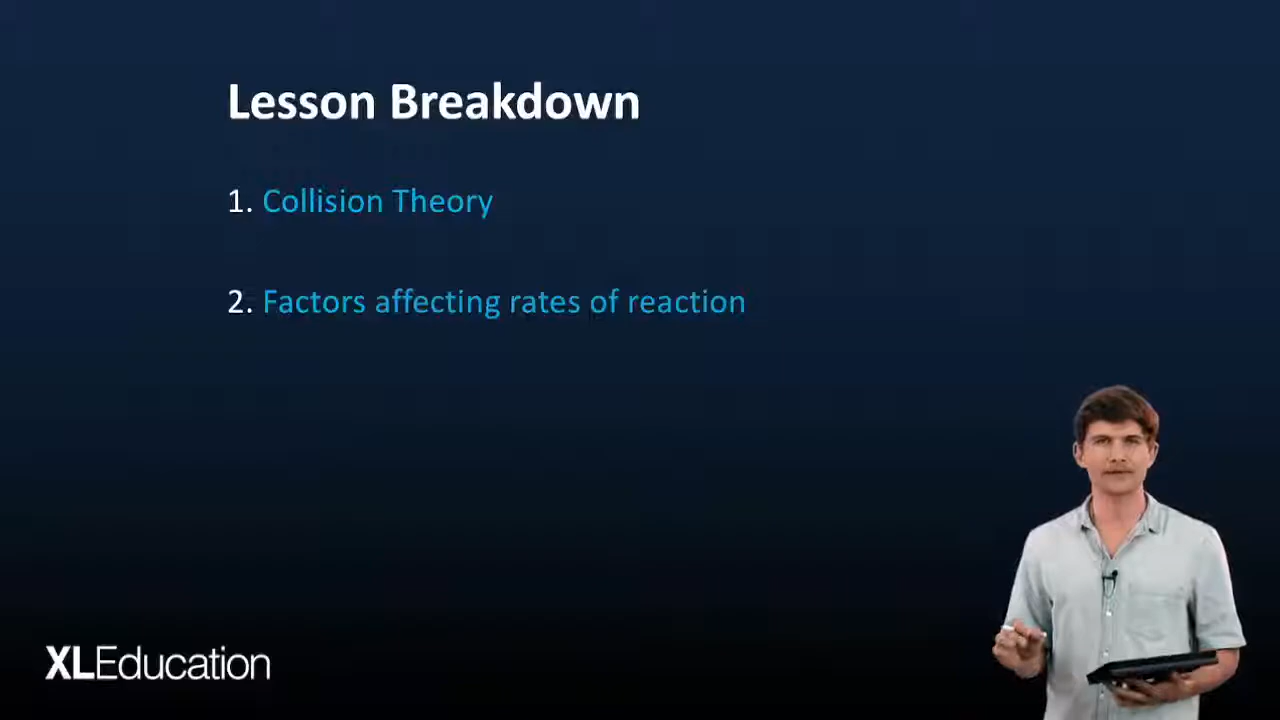 Lesson Breakdown
1. Collision Theory
2. Factors affecting rates of reaction
XLEducation